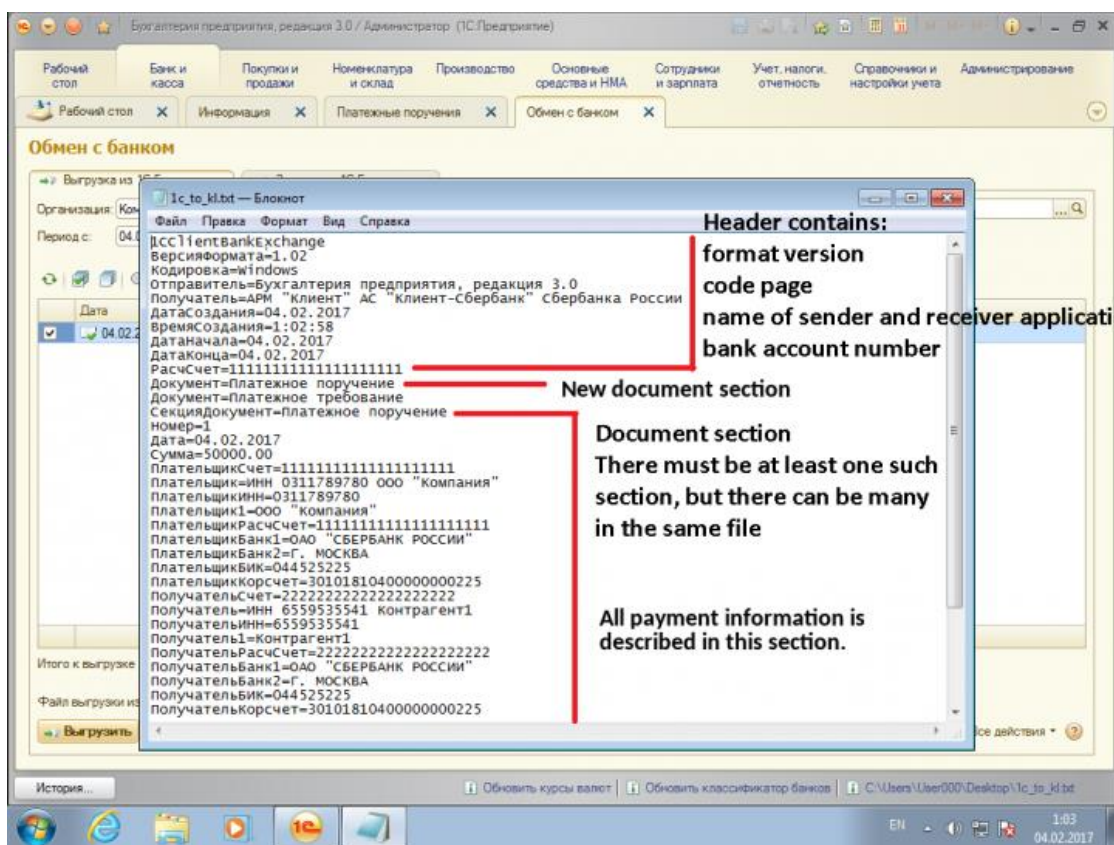 Бухгалтерия предприятия, редакция 3.0 / Администратор (1С:Предприятие)
Рабочий стол
Банк и касса
Покупки и продажи
Номенклатура и склад
Производство
Основные средства и НМА
Сотрудники и зарплата
Учет, налоги, отчетность
Справочники и настройки учета
Администрирование
Рабочий стол
Информация
Платежные поручения
Обмен с банком
Обмен с банком
Выгрузка из
Организация:
Период с:
1c_to_kl.txt — Блокнот
Файл Правка Формат Вид Справка
1CClientBankExchange
ВерсияФормата=1.02
Кодировка=Windows
Отправитель=Бухгалтерия предприятия, редакция 3.0
Получатель=АРМ "Клиент" АС "Клиент-Сбербанк" Сбербанка России
ДатаСоздания=04.02.2017
ВремяСоздания=1:02:58
ДатаНачала=04.02.2017
ДатаКонца=04.02.2017
РасчСчет=11111111111111111111
Документ=Платежное поручение
Документ=Платежное требование
СекцияДокумент=Платежное поручение
Номер=1
Дата=04.02.2017
Сумма=50000.00
ПлательщикСчет=11111111111111111111
Плательщик=ИНН 0311789780 ООО "Компания"
ПлательщикИНН=0311789780
Плательщик1=ООО "Компания"
ПлательщикРасчСчет=11111111111111111111
ПлательщикБанк1=ОАО "СБЕРБАНК РОССИИ"
ПлательщикБанк2=Г. МОСКВА
ПлательщикБИК=044525225
ПлательщикКорсчет=30101810400000000225
ПолучательСчет=22222222222222222222
Получатель=ИНН 6559535541 Контрагент1
ПолучательИНН=6559535541
Получатель1=Контрагент1
ПолучательРасчСчет=22222222222222222222
ПолучательБанк1=ОАО "СБЕРБАНК РОССИИ"
ПолучательБанк2=Г. МОСКВА
ПолучательБИК=044525225
ПолучательКорсчет=30101810400000000225
Header contains:
format version
code page
name of sender and receiver applicati
bank account number
New document section
Document section
There must be at least one such
section, but there can be many
in the same file
All payment information is
described in this section.
Дата
04.02.2
Итого к выгрузке
Файл выгрузки из
Выгрузить
все действия
История...
Обновить курсы валют
Обновить классификатор банков
C:\Users\User000\Desktop\1c_to_kl.txt
EN
1:03
04.02.2017